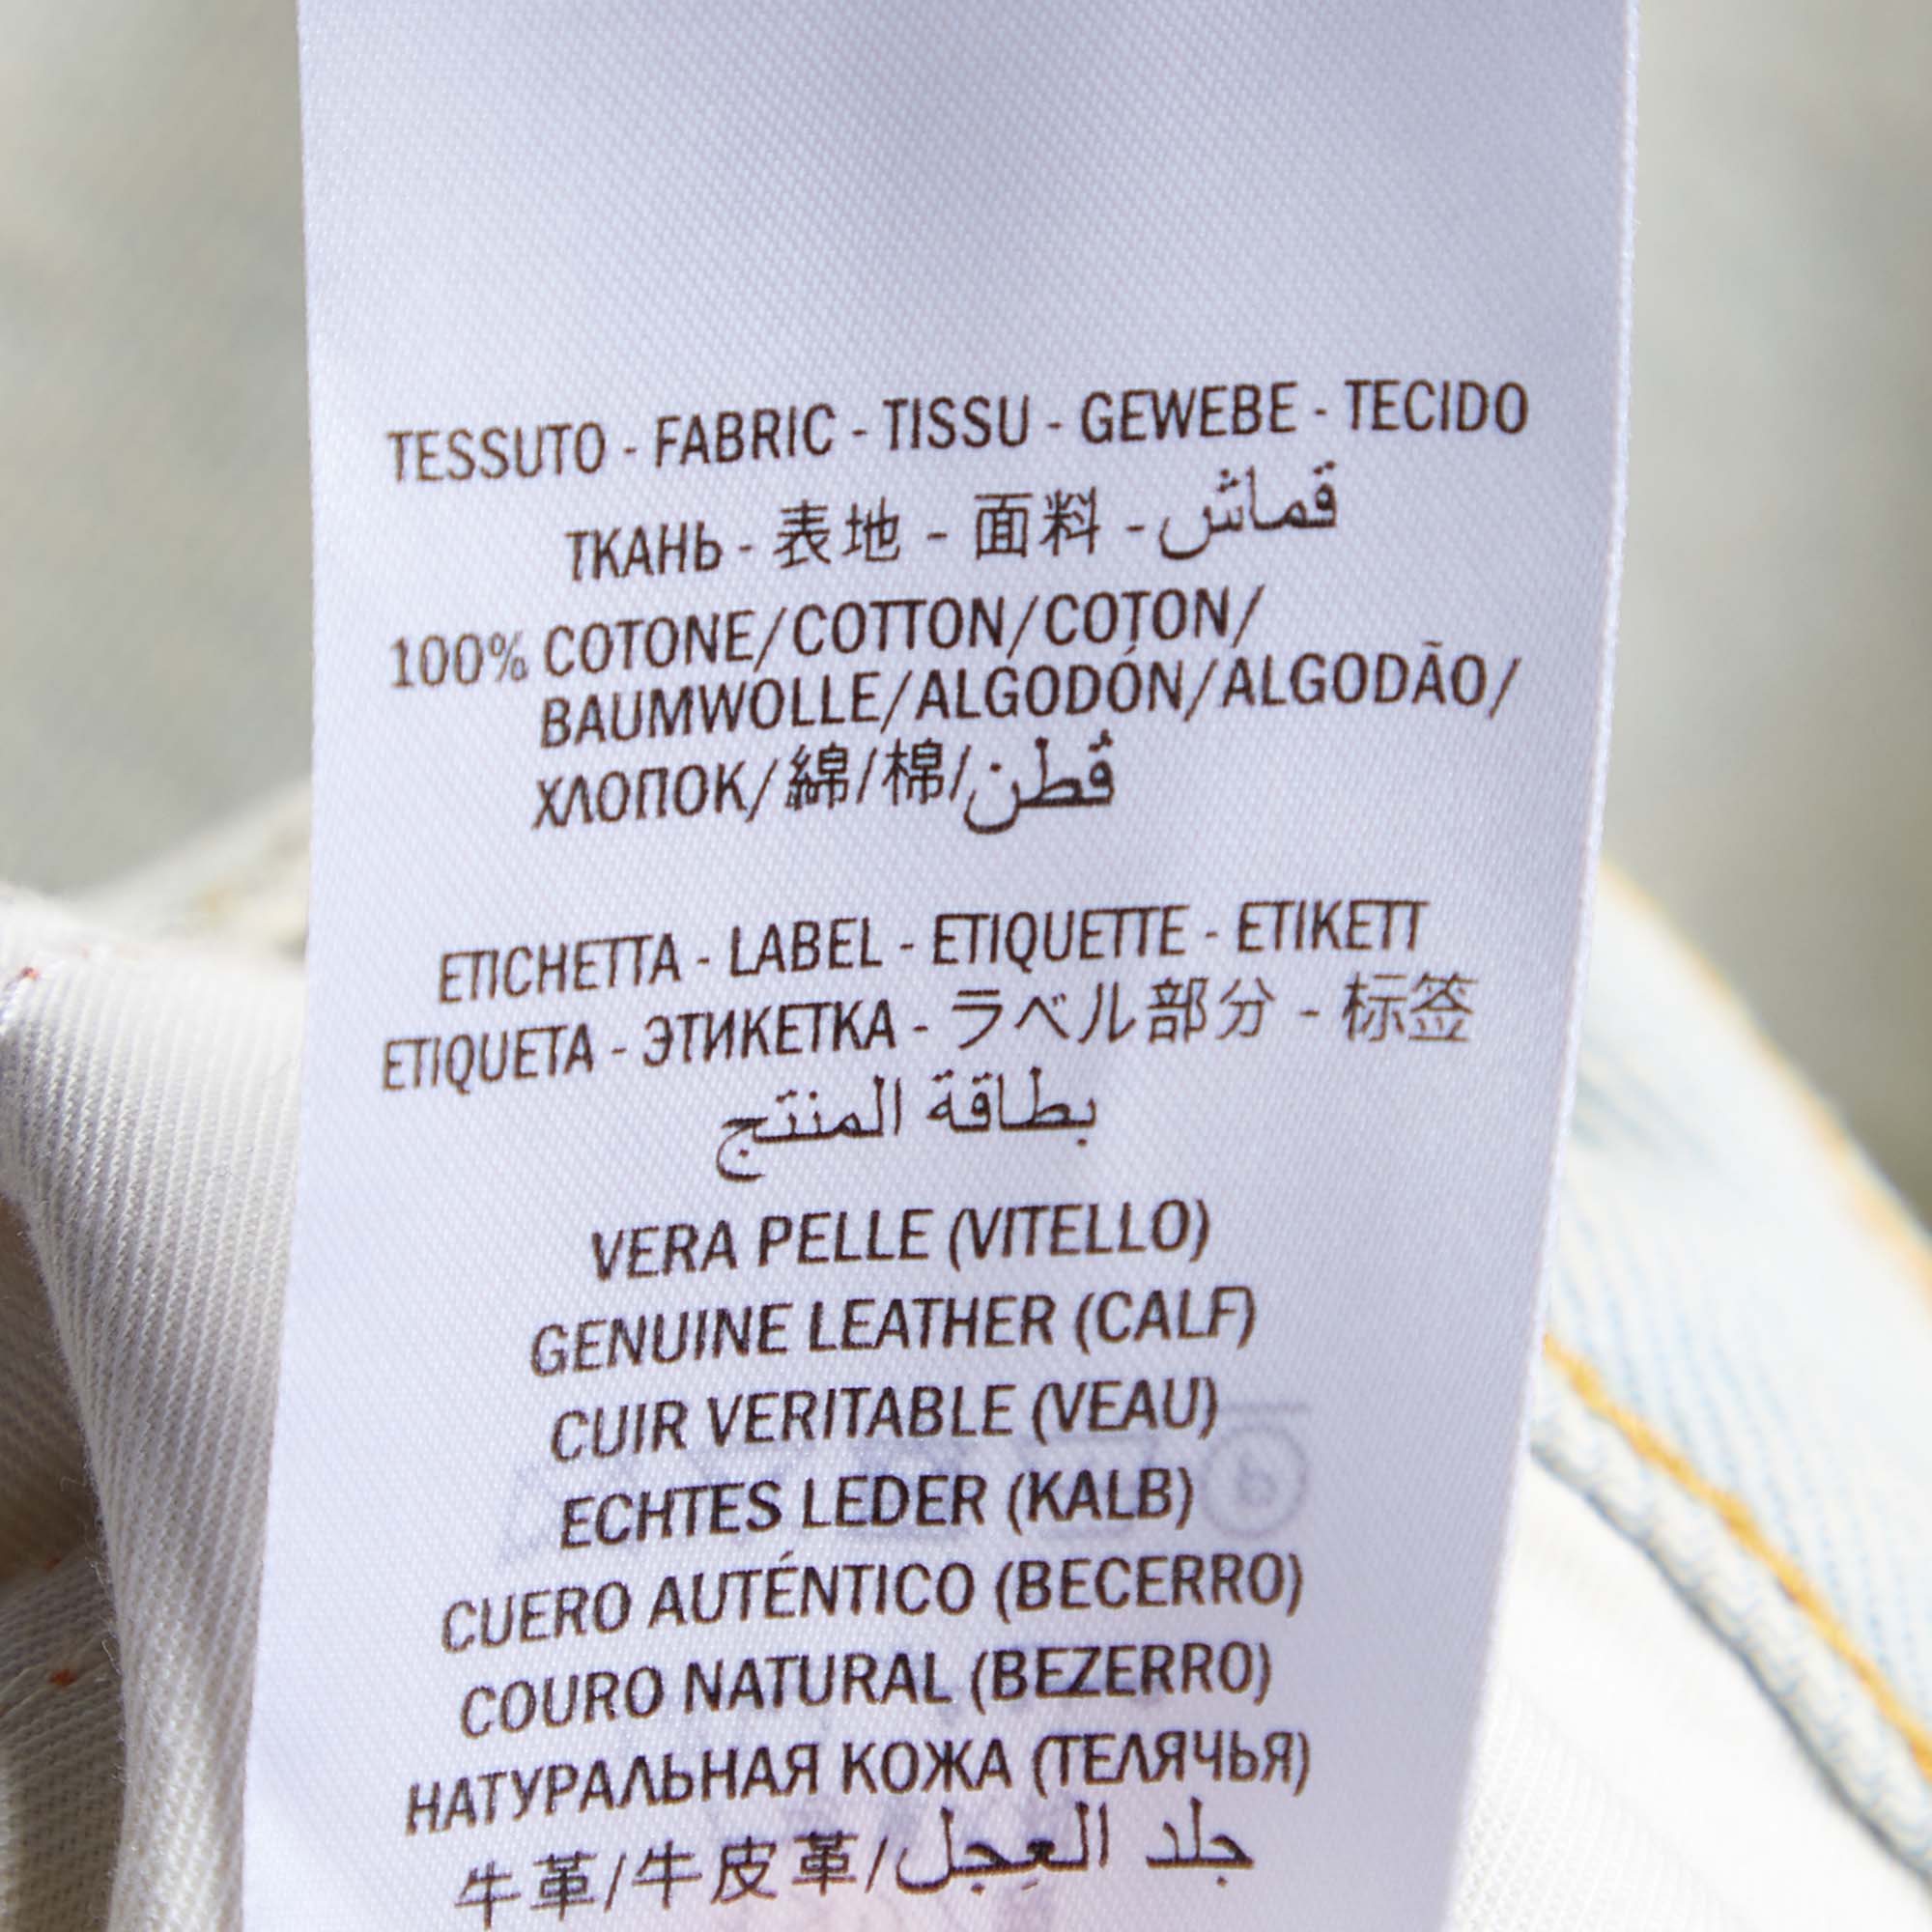 TESSUTO - FABRIC - TISSU - GEWEBE - TECIDO
ТКАНЬ - 表地 - 面料 - قماش
100% COTONE/COTTON/COTON/
BAUMWOLLE/ALGODÓN/ALGODÃO/
ХЛОПОК/綿/棉/قُطن
ETICHETTA - LABEL - ETIQUETTE - ETIKETT
ETIQUETA - ЭТИКЕТКА - ラベル部分 - 标签
بطاقة المنتج
VERA PELLE (VITELLO)
GENUINE LEATHER (CALF)
CUIR VERITABLE (VEAU)
ECHTES LEDER (KALB)
CUERO AUTÉNTICO (BECERRO)
COURO NATURAL (BEZERRO)
НАТУРАЛЬНАЯ КОЖА (ТЕЛЯЧЬЯ)
牛革/牛皮革/جلد العِجل